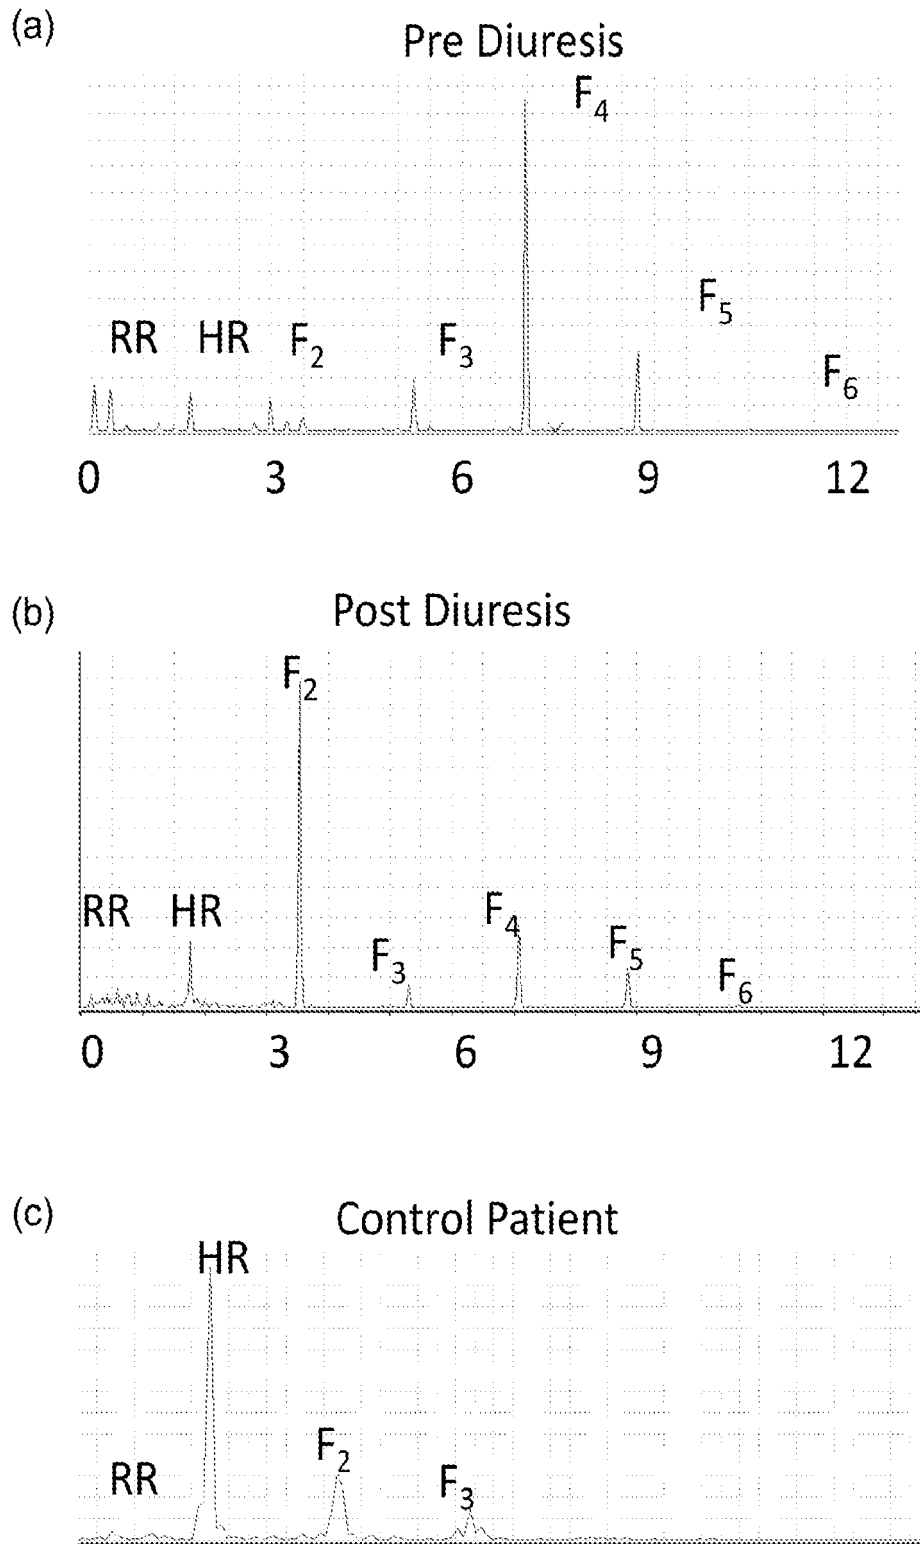 (a)
Pre Diuresis
F4
F5
RR HR F2 F3
F6
0 3 6 9 12
(b)
Post Diuresis
F2
RR HR F4
F3 F5
F6
0 3 6 9 12
(c)
Control Patient
HR
F2
RR F3